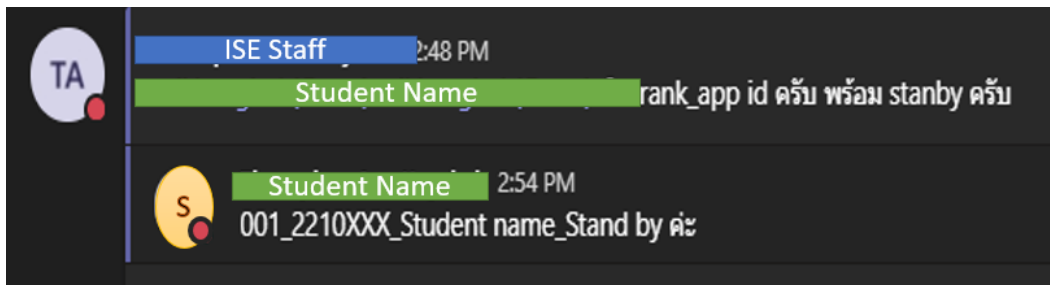 TA
ISE Staff 2:48 PM
Student Name rank_app id ครับ พร้อม stanby ครับ
S
Student Name 2:54 PM
001_2210XXX_Student name_Stand by ค่ะ